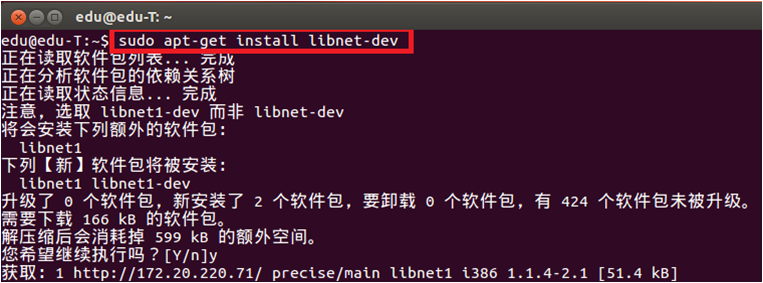 edu@edu-T: ~
edu@edu-T:~$ sudo apt-get install libnet-dev
正在读取软件包列表... 完成
正在分析软件包的依赖关系树
正在读取状态信息... 完成
注意，选取 libnet1-dev 而非 libnet-dev
将会安装下列额外的软件包：
libnet1
下列【新】软件包将被安装：
libnet1 libnet1-dev
升级了 0 个软件包，新安装了 2 个软件包，要卸载 0 个软件包，有 424 个软件包未被升级。
需要下载 166 kB 的软件包。
解压缩后会消耗掉 599 kB 的额外空间。
您希望继续执行吗？[Y/n]y
获取：1 http://172.20.220.71/ precise/main libnet1 i386 1.1.4-2.1 [51.4 kB]